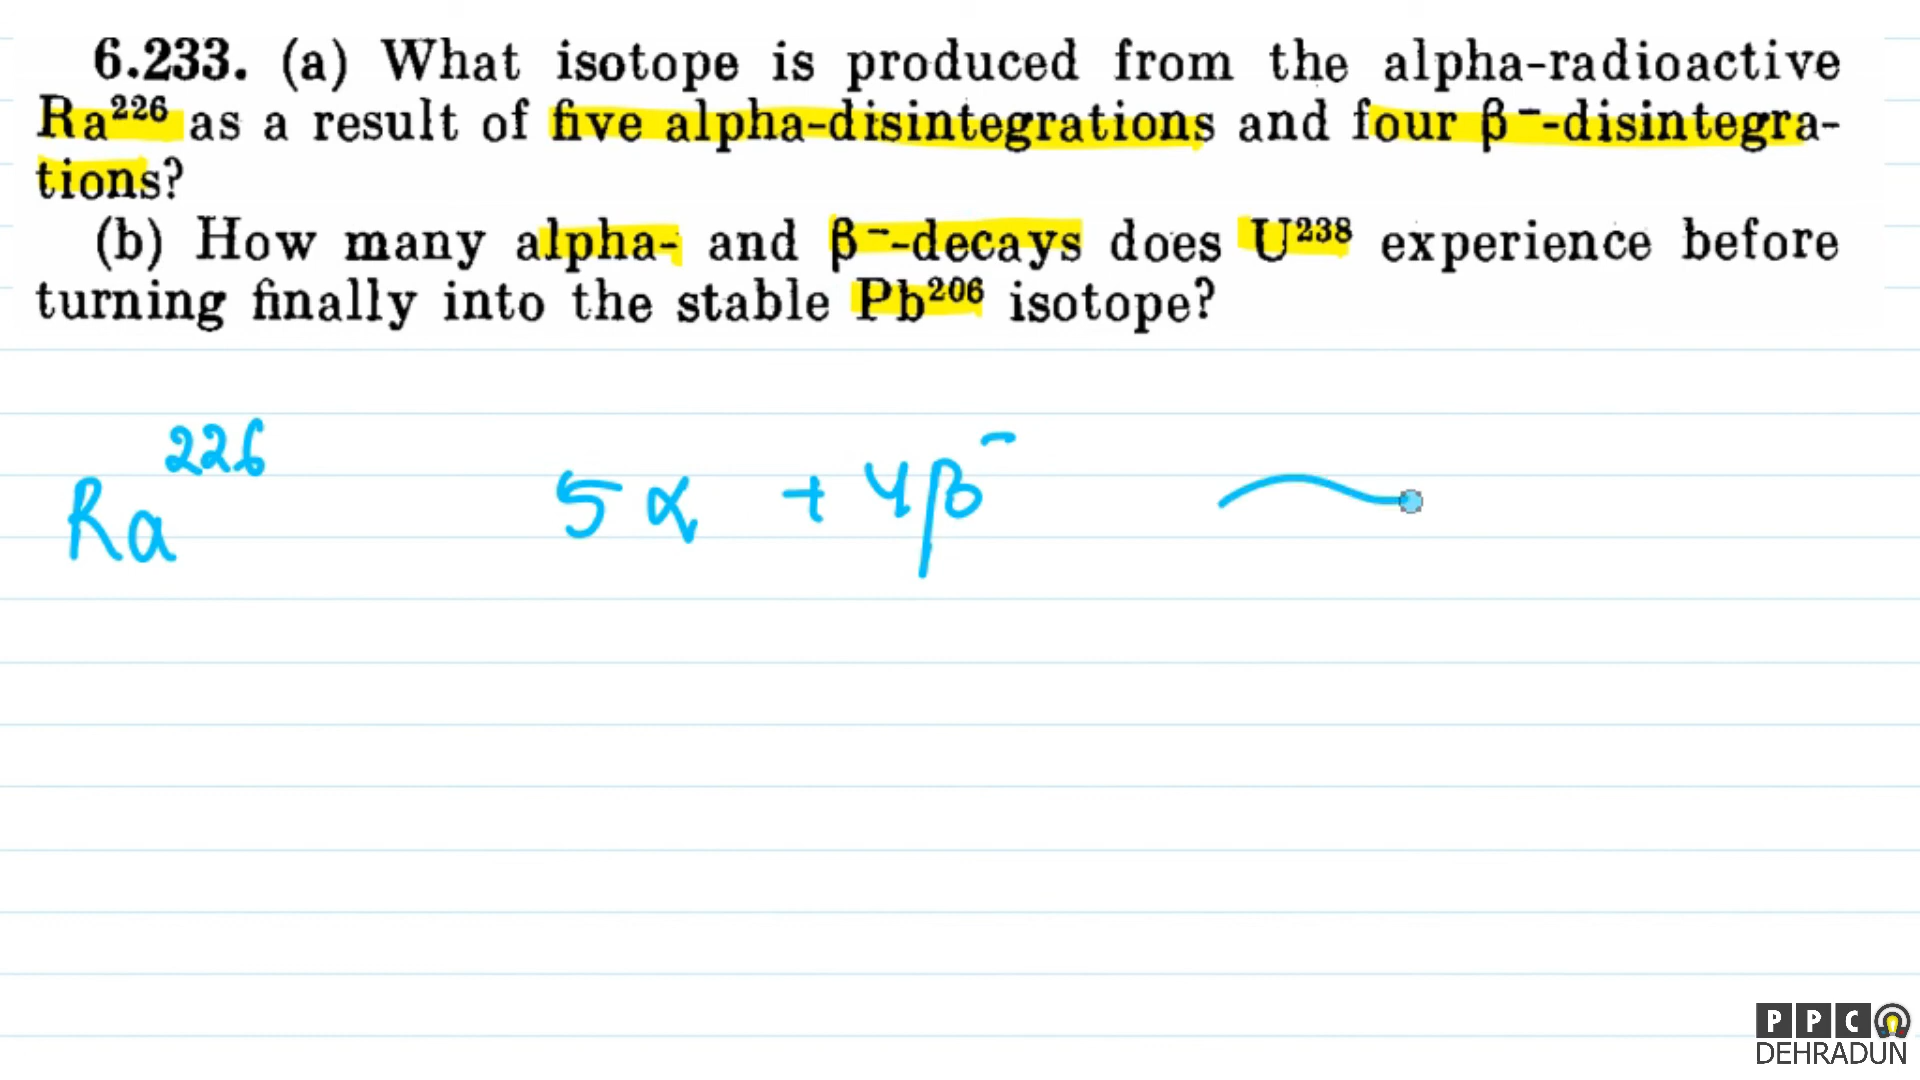 6.233. (a) What isotope is produced from the alpha-radioactive
Ra²²⁶ as a result of five alpha-disintegrations and four β⁻-disintegra-
tions?
(b) How many alpha- and β⁻-decays does U²³⁸ experience before
turning finally into the stable Pb²⁰⁶ isotope?
Ra²²⁶ 5α + 4β⁻
PPC
DEHRADUN